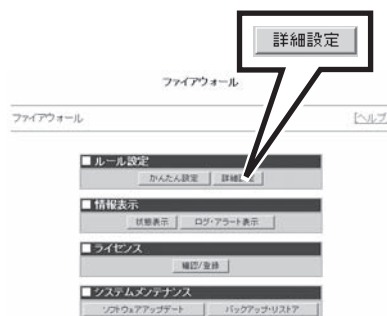 詳細設定
ファイアウォール
ファイアウォール [ヘルプ
■ ルール設定
かんたん設定 詳細設定
■ 情報表示
状態表示 ログ・アラート表示
■ ライセンス
確認/登録
■ システムメンテナンス
ソフトウェアアップデート バックアップ・リストア